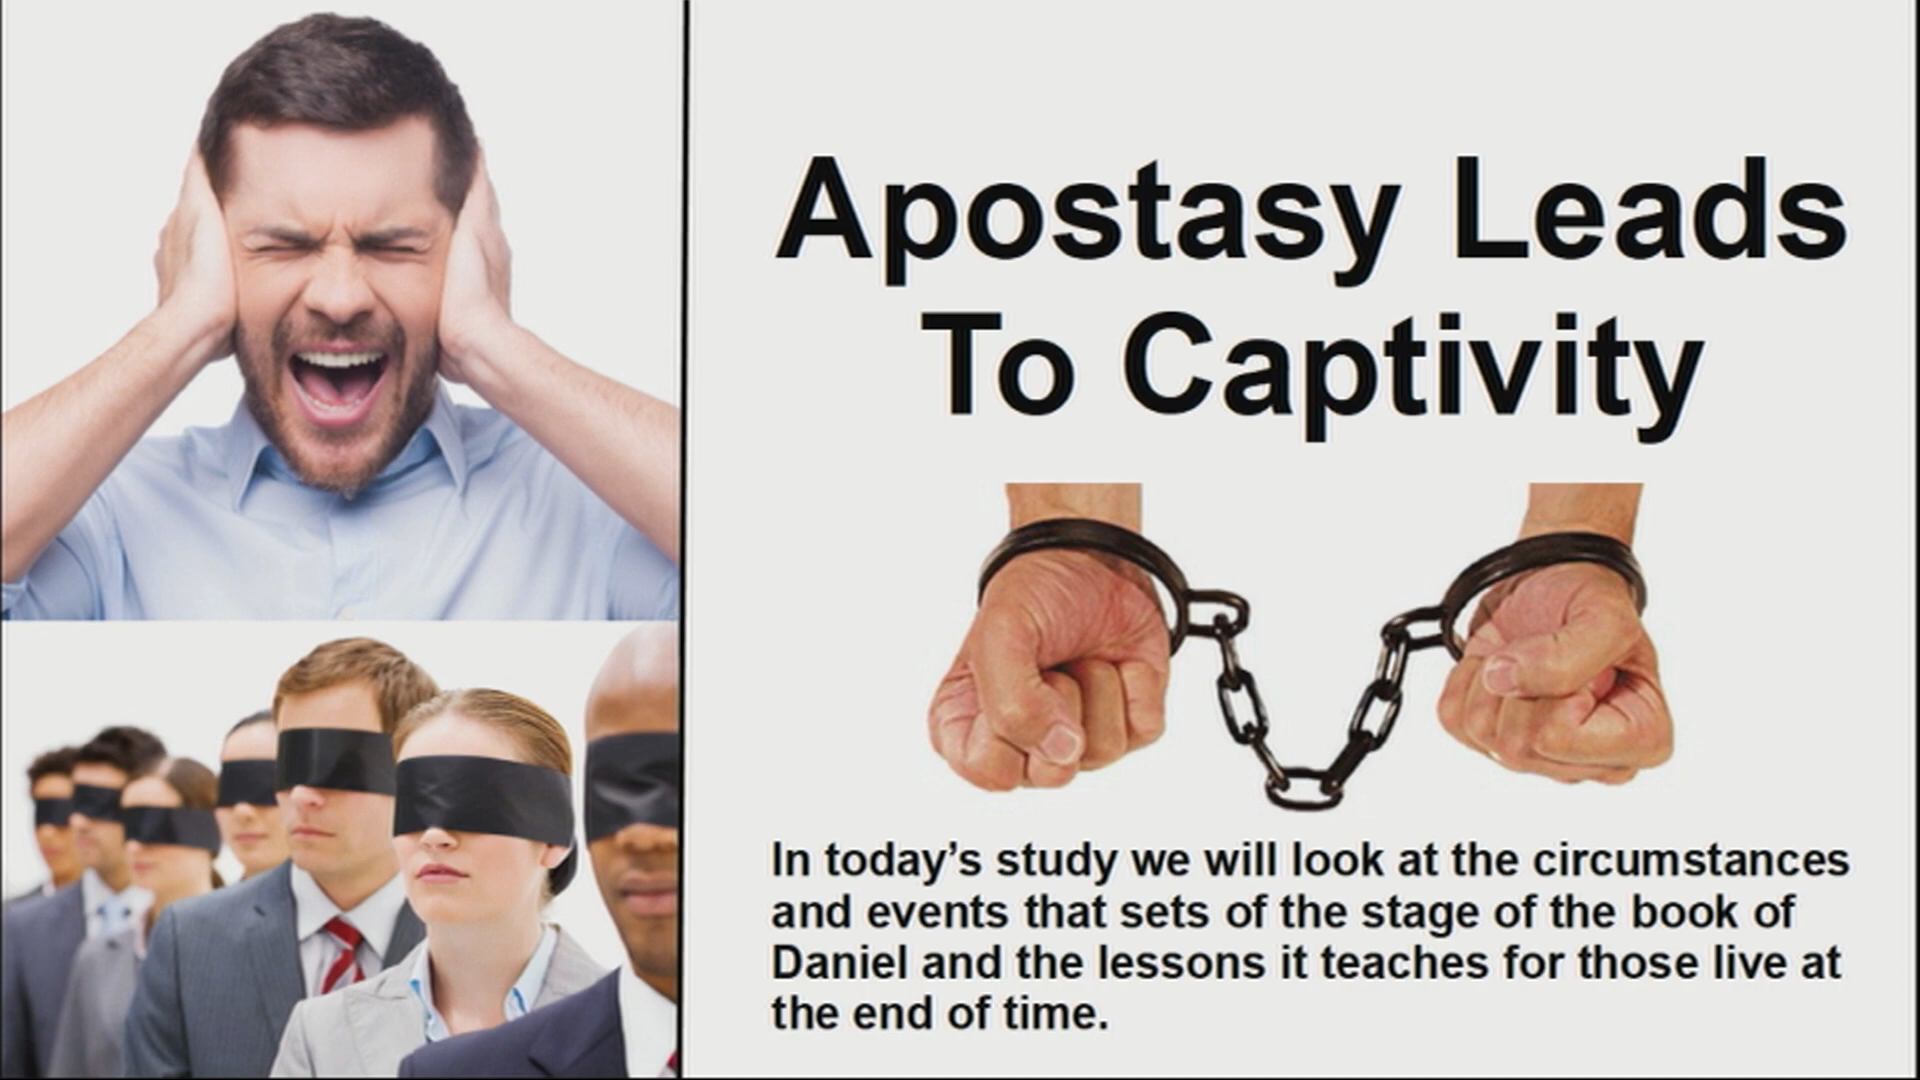 Apostasy Leads
To Captivity
In today’s study we will look at the circumstances
and events that sets of the stage of the book of
Daniel and the lessons it teaches for those live at
the end of time.